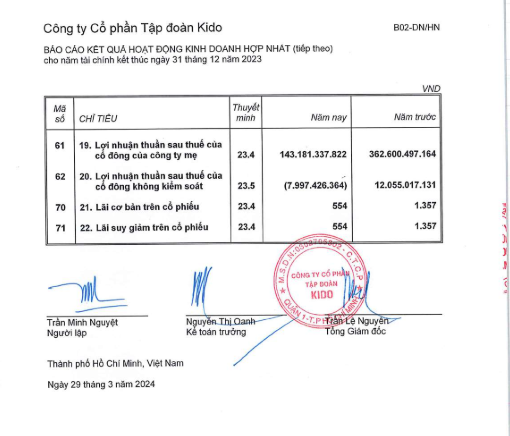 Công ty Cổ phần Tập đoàn Kido
B02-DN/HN
BÁO CÁO KẾT QUẢ HOẠT ĐỘNG KINH DOANH HỢP NHẤT (tiếp theo)
cho năm tài chính kết thúc ngày 31 tháng 12 năm 2023
VND
Mã số CHỈ TIÊU Thuyết minh Năm nay Năm trước
61 19. Lợi nhuận thuần sau thuế của
cổ đông của công ty mẹ 23.4 143.181.337.822 362.600.497.164
62 20. Lợi nhuận thuần sau thuế của
cổ đông không kiểm soát 23.5 (7.997.426.364) 12.055.017.131
70 21. Lãi cơ bản trên cổ phiếu 23.4 554 1.357
71 22. Lãi suy giảm trên cổ phiếu 23.4 554 1.357
CÔNG TY CỔ PHẦN
TẬP ĐOÀN
KIDO
Trần Minh Nguyệt
Người lập
Nguyễn Thị Oanh
Kế toán trưởng
Trần Lệ Nguyên
Tổng Giám đốc
Thành phố Hồ Chí Minh, Việt Nam
Ngày 29 tháng 3 năm 2024